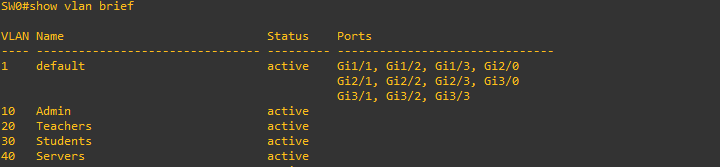 SW0#show vlan brief
VLAN Name                             Status    Ports
---- -------------------------------- --------- -------------------------------
1    default                          active    Gi1/1, Gi1/2, Gi1/3, Gi2/0
                                                Gi2/1, Gi2/2, Gi2/3, Gi3/0
                                                Gi3/1, Gi3/2, Gi3/3
10   Admin                            active
20   Teachers                         active
30   Students                         active
40   Servers                          active